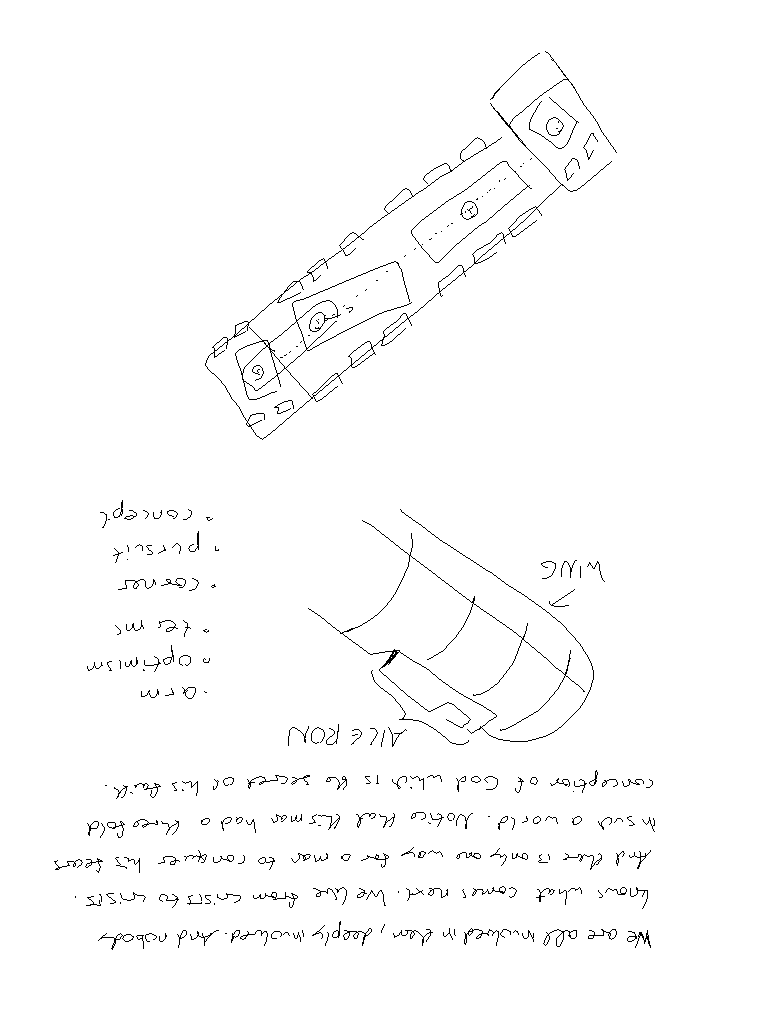 We are all involved in them, deeply involved. And nobody
knows what comes next. We live from crisis to crisis.
And there is only one way for a man to conquer his fears
in such a world. Notice that this man had a threefold
conception of God which is the secret of his faith.
AILERON
WING
• arm
• optimism
• terms
• corner
• pursuit
• concept